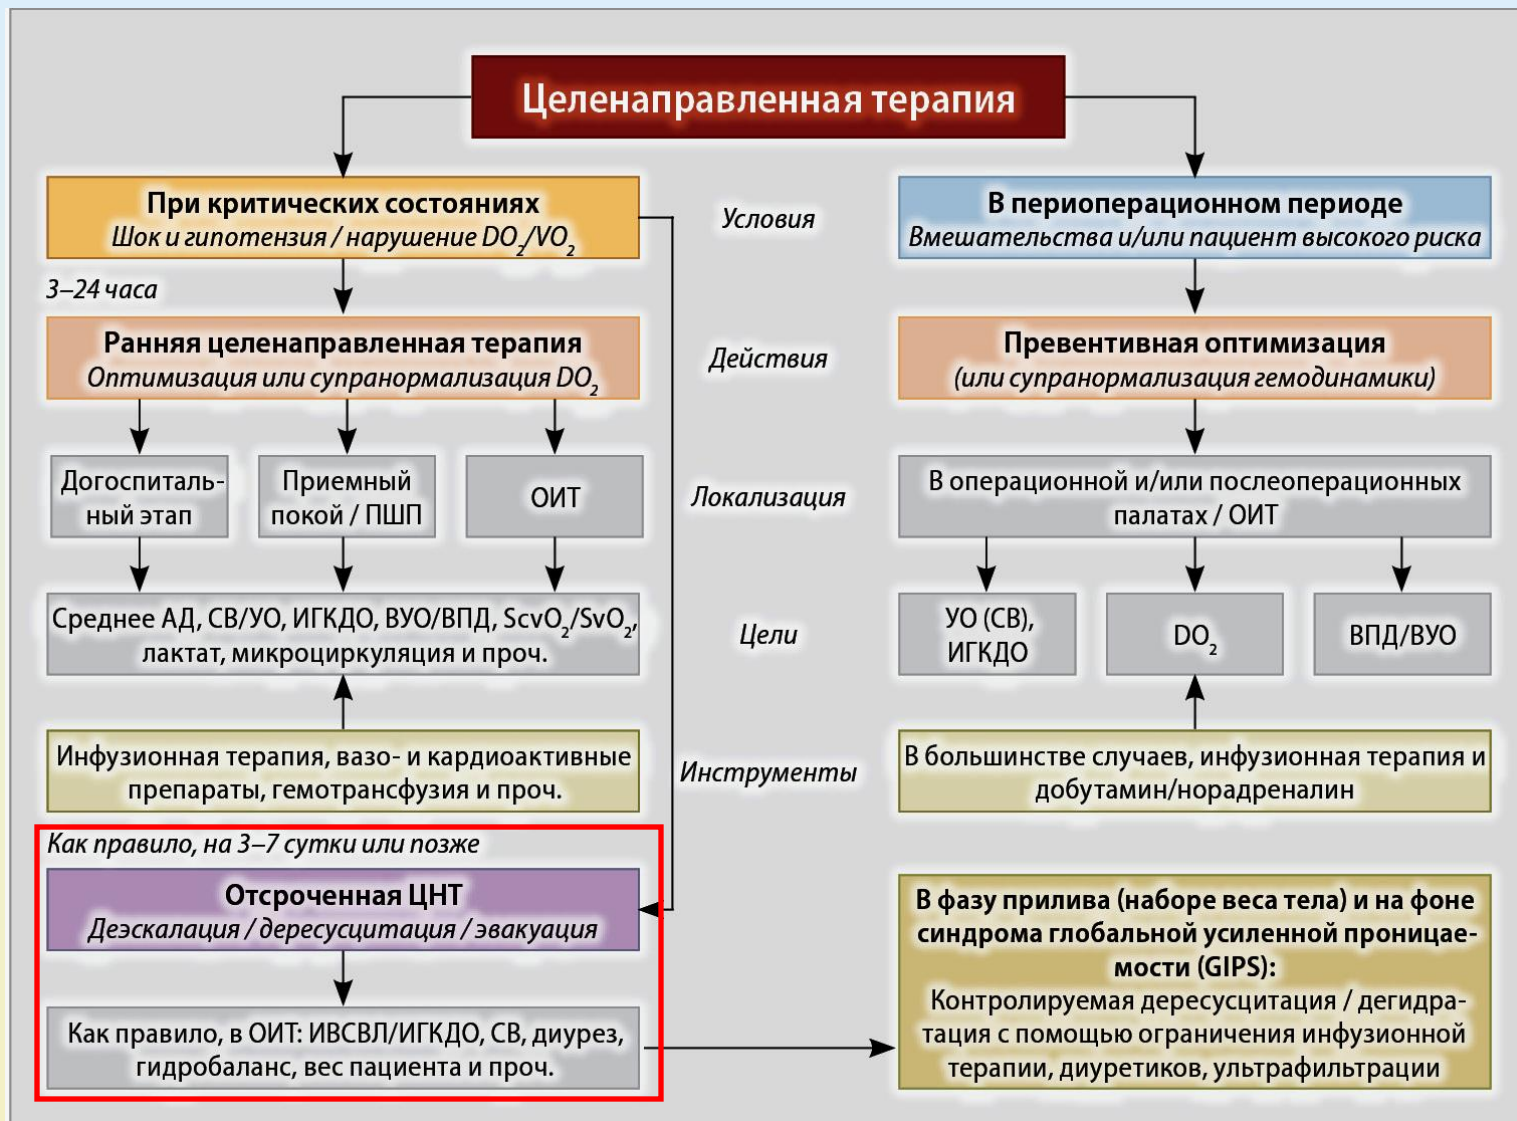 Целенаправленная терапия
При критических состояниях
Шок и гипотензия / нарушение DO₂/VO₂
Условия
В периоперационном периоде
Вмешательства и/или пациент высокого риска
3–24 часа
Ранняя целенаправленная терапия
Оптимизация или супранормализация DO₂
Действия
Превентивная оптимизация
(или супранормализация гемодинамики)
Догоспиталь-
ный этап
Приемный
покой / ПШП
ОИТ
Локализация
В операционной и/или послеоперационных
палатах / ОИТ
Среднее АД, СВ/УО, ИГКДО, ВУО/ВПД, ScvO₂/SvO₂,
лактат, микроциркуляция и проч.
Цели
УО (СВ),
ИГКДО
DO₂
ВПД/ВУО
Инфузионная терапия, вазо- и кардиоактивные
препараты, гемотрансфузия и проч.
Инструменты
В большинстве случаев, инфузионная терапия и
добутамин/норадреналин
Как правило, на 3–7 сутки или позже
Отсроченная ЦНТ
Деэскалация / дересусцитация / эвакуация
Как правило, в ОИТ: ИВСВЛ/ИГКДО, СВ, диурез,
гидробаланс, вес пациента и проч.
В фазу прилива (наборе веса тела) и на фоне
синдрома глобальной усиленной проницае-
мости (GIPS):
Контролируемая дересусцитация / дегидра-
тация с помощью ограничения инфузионной
терапии, диуретиков, ультрафильтрации